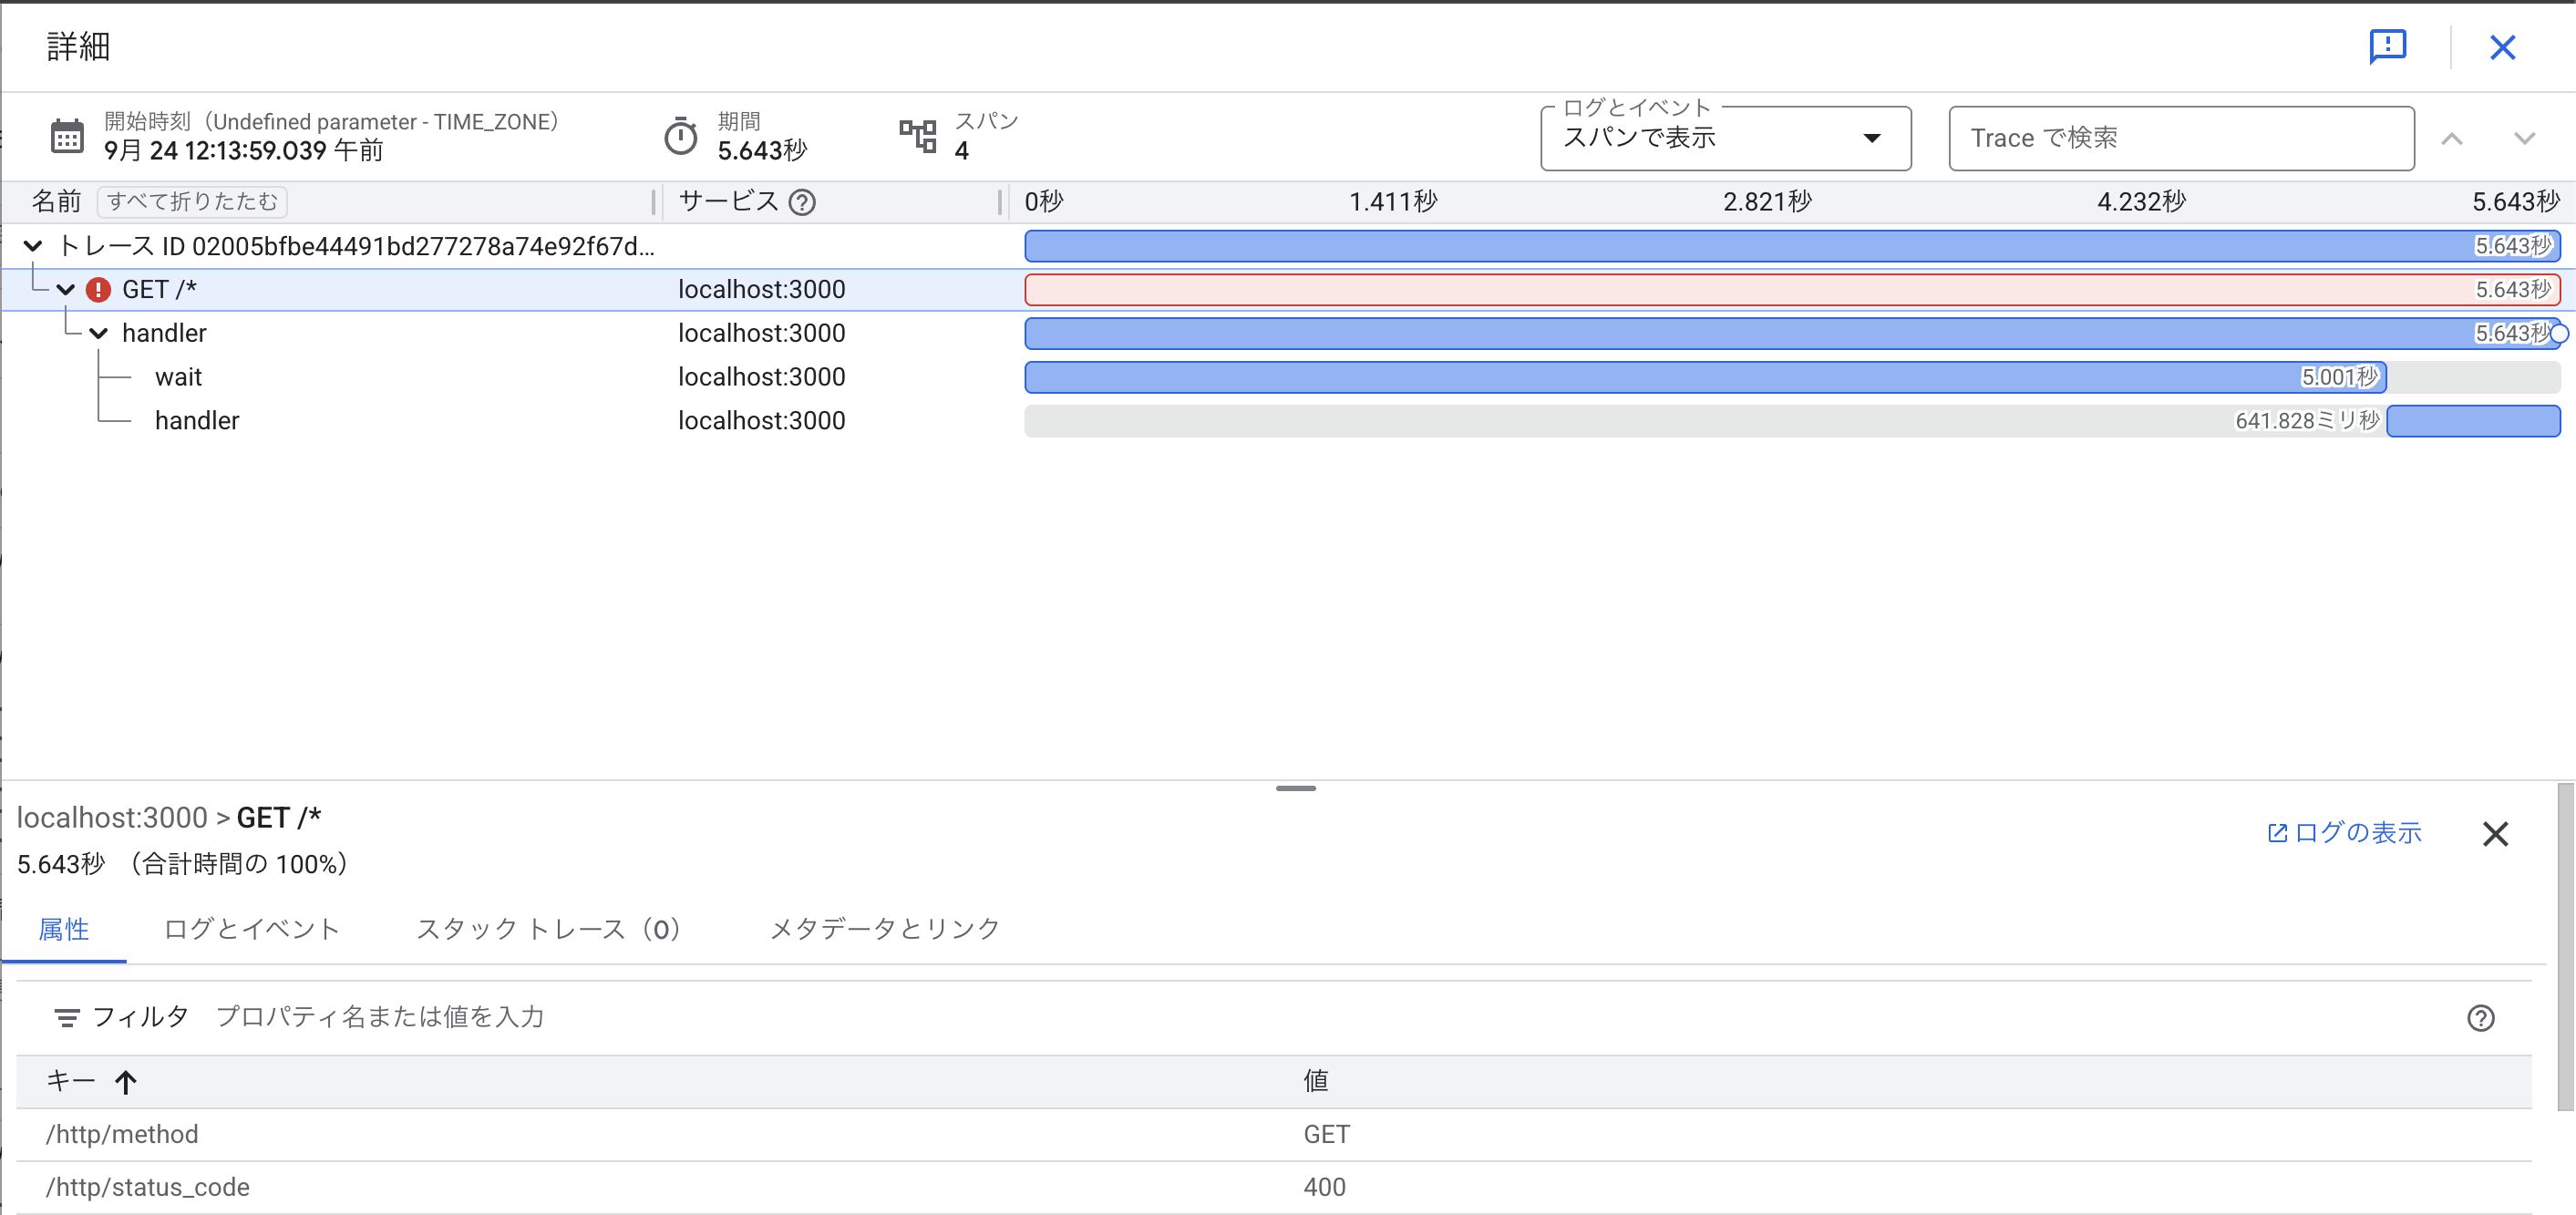 詳細
開始時刻（Undefined parameter - TIME_ZONE）
9月 24 12:13:59.039 午前
期間
5.643秒
スパン
4
ログとイベント
スパンで表示
Trace で検索
名前 すべて折りたたむ サービス 0秒 1.411秒 2.821秒 4.232秒 5.643秒
トレース ID 02005bfbe44491bd277278a74e92f67d... 5.643秒
GET /* localhost:3000 5.643秒
handler localhost:3000 5.643秒
wait localhost:3000 5.001秒
handler localhost:3000 641.828ミリ秒
localhost:3000 > GET /*
5.643秒 （合計時間の 100%）
ログの表示
属性 ログとイベント スタック トレース（0） メタデータとリンク
フィルタ プロパティ名または値を入力
キー 値
/http/method GET
/http/status_code 400